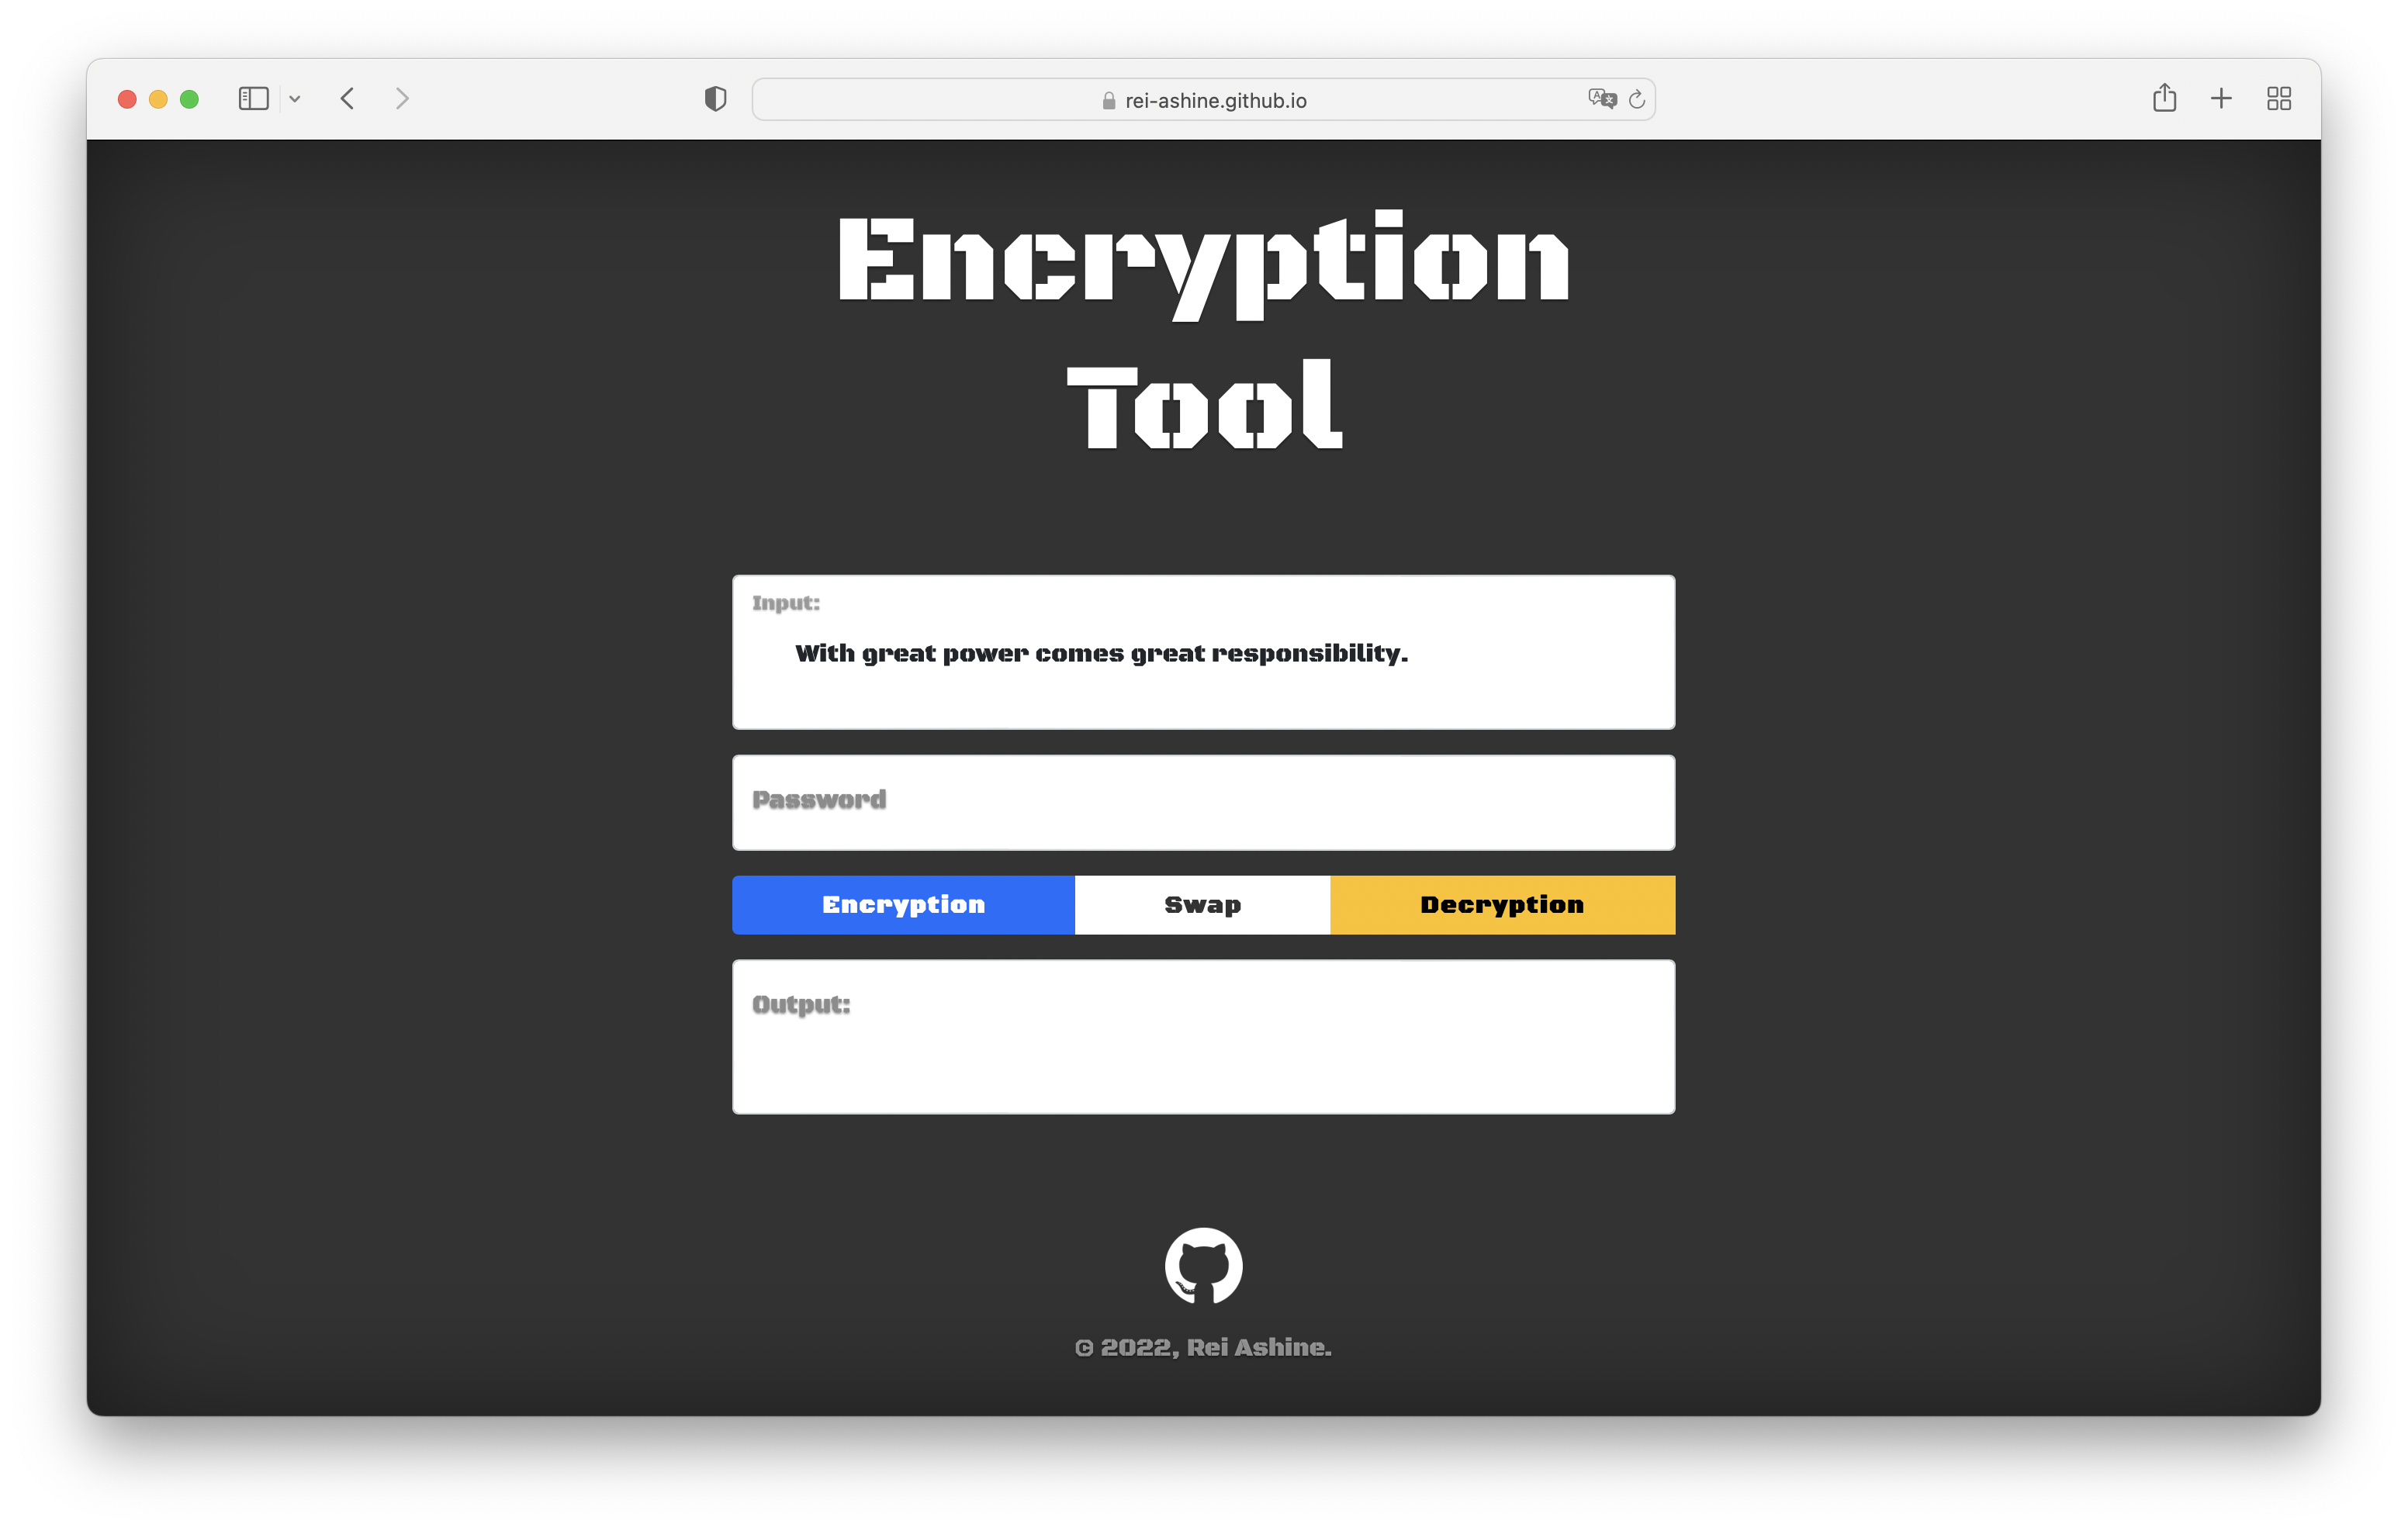 rei-ashine.github.io
Encryption
Tool
Input:
With great power comes great responsibility.
Password
Encryption Swap Decryption
Output:
© 2022, Rei Ashine.